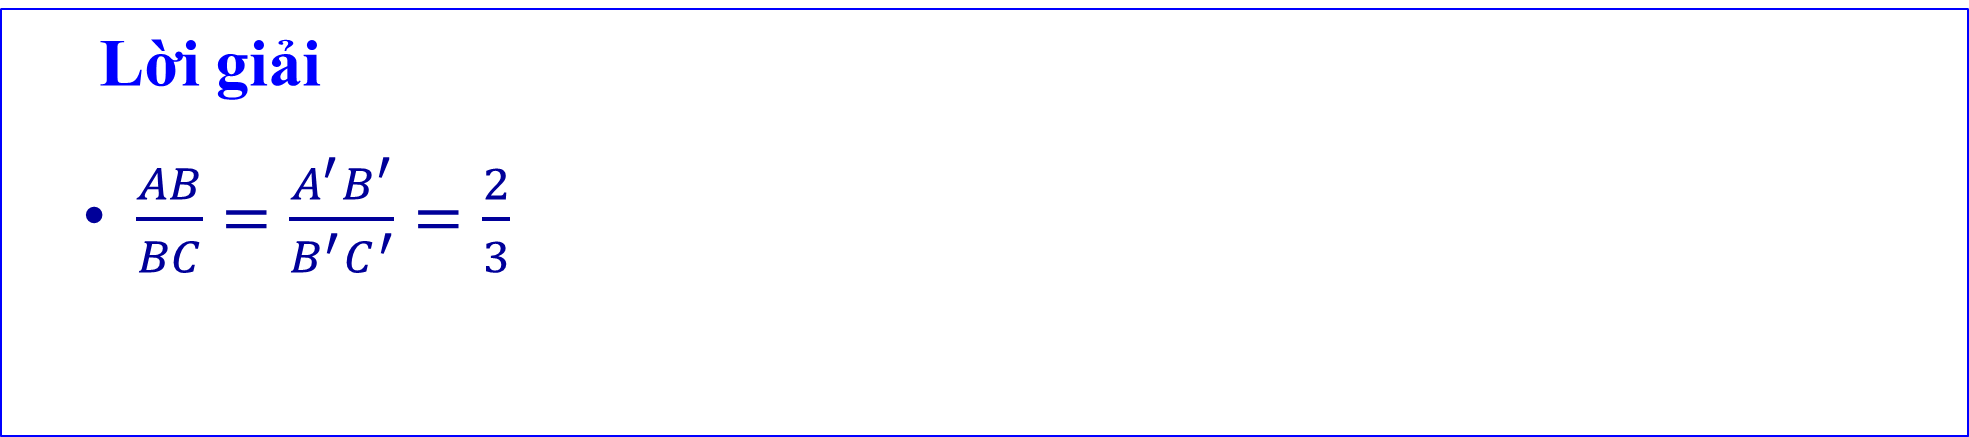 Lời giải
• AB/BC = A′B′/B′C′ = 2/3